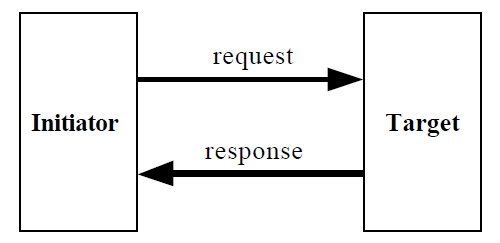 request
Initiator
Target
response